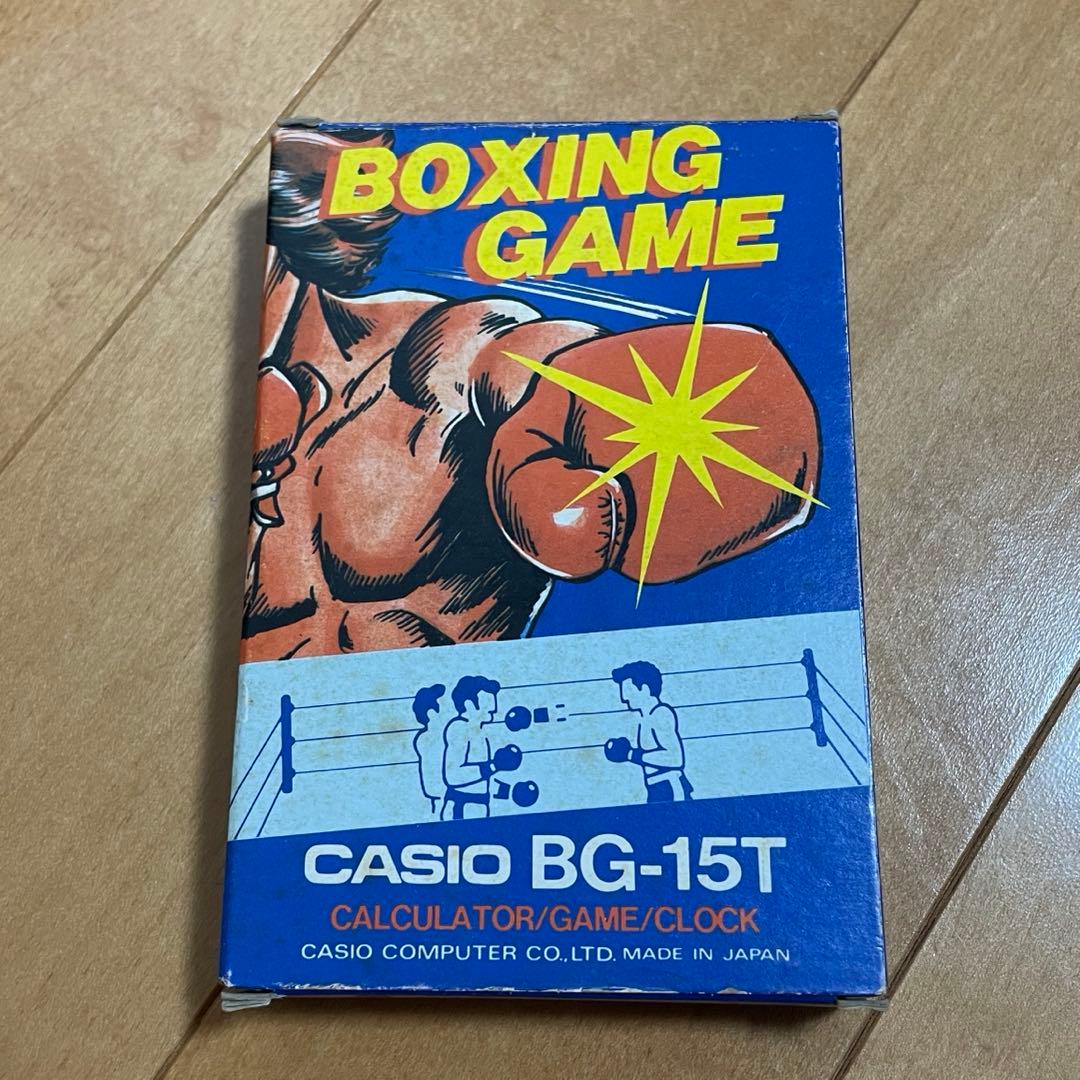 BOXING
GAME
CASIO BG-15T
CALCULATOR/GAME/CLOCK
CASIO COMPUTER CO.,LTD. MADE IN JAPAN